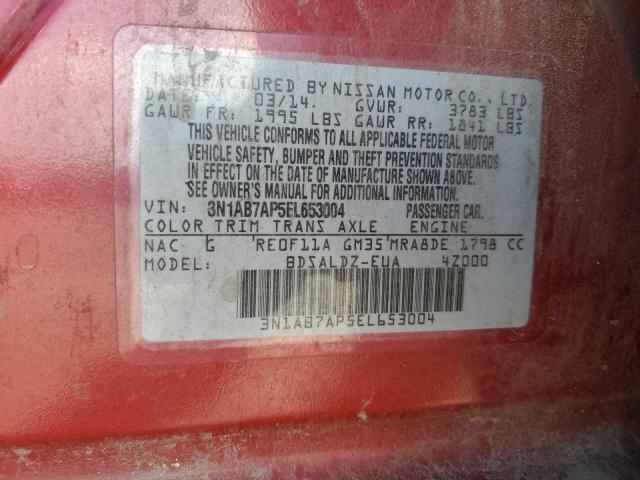 MANUFACTURED BY NISSAN MOTOR CO., LTD.
DATE: 03/14. GVWR: 3783 LBS
GAWR FR: 1995 LBS GAWR RR: 1841 LBS
THIS VEHICLE CONFORMS TO ALL APPLICABLE FEDERAL MOTOR
VEHICLE SAFETY, BUMPER AND THEFT PREVENTION STANDARDS
IN EFFECT ON THE DATE OF MANUFACTURE SHOWN ABOVE.
SEE OWNER'S MANUAL FOR ADDITIONAL INFORMATION.
VIN: 3N1AB7AP5EL653004 PASSENGER CAR.
COLOR TRIM TRANS AXLE ENGINE
NAC G RE0F11A GM35 MRA8DE 1798 CC
MODEL: BDSALDZ-EUA 4Z000
3N1AB7AP5EL653004